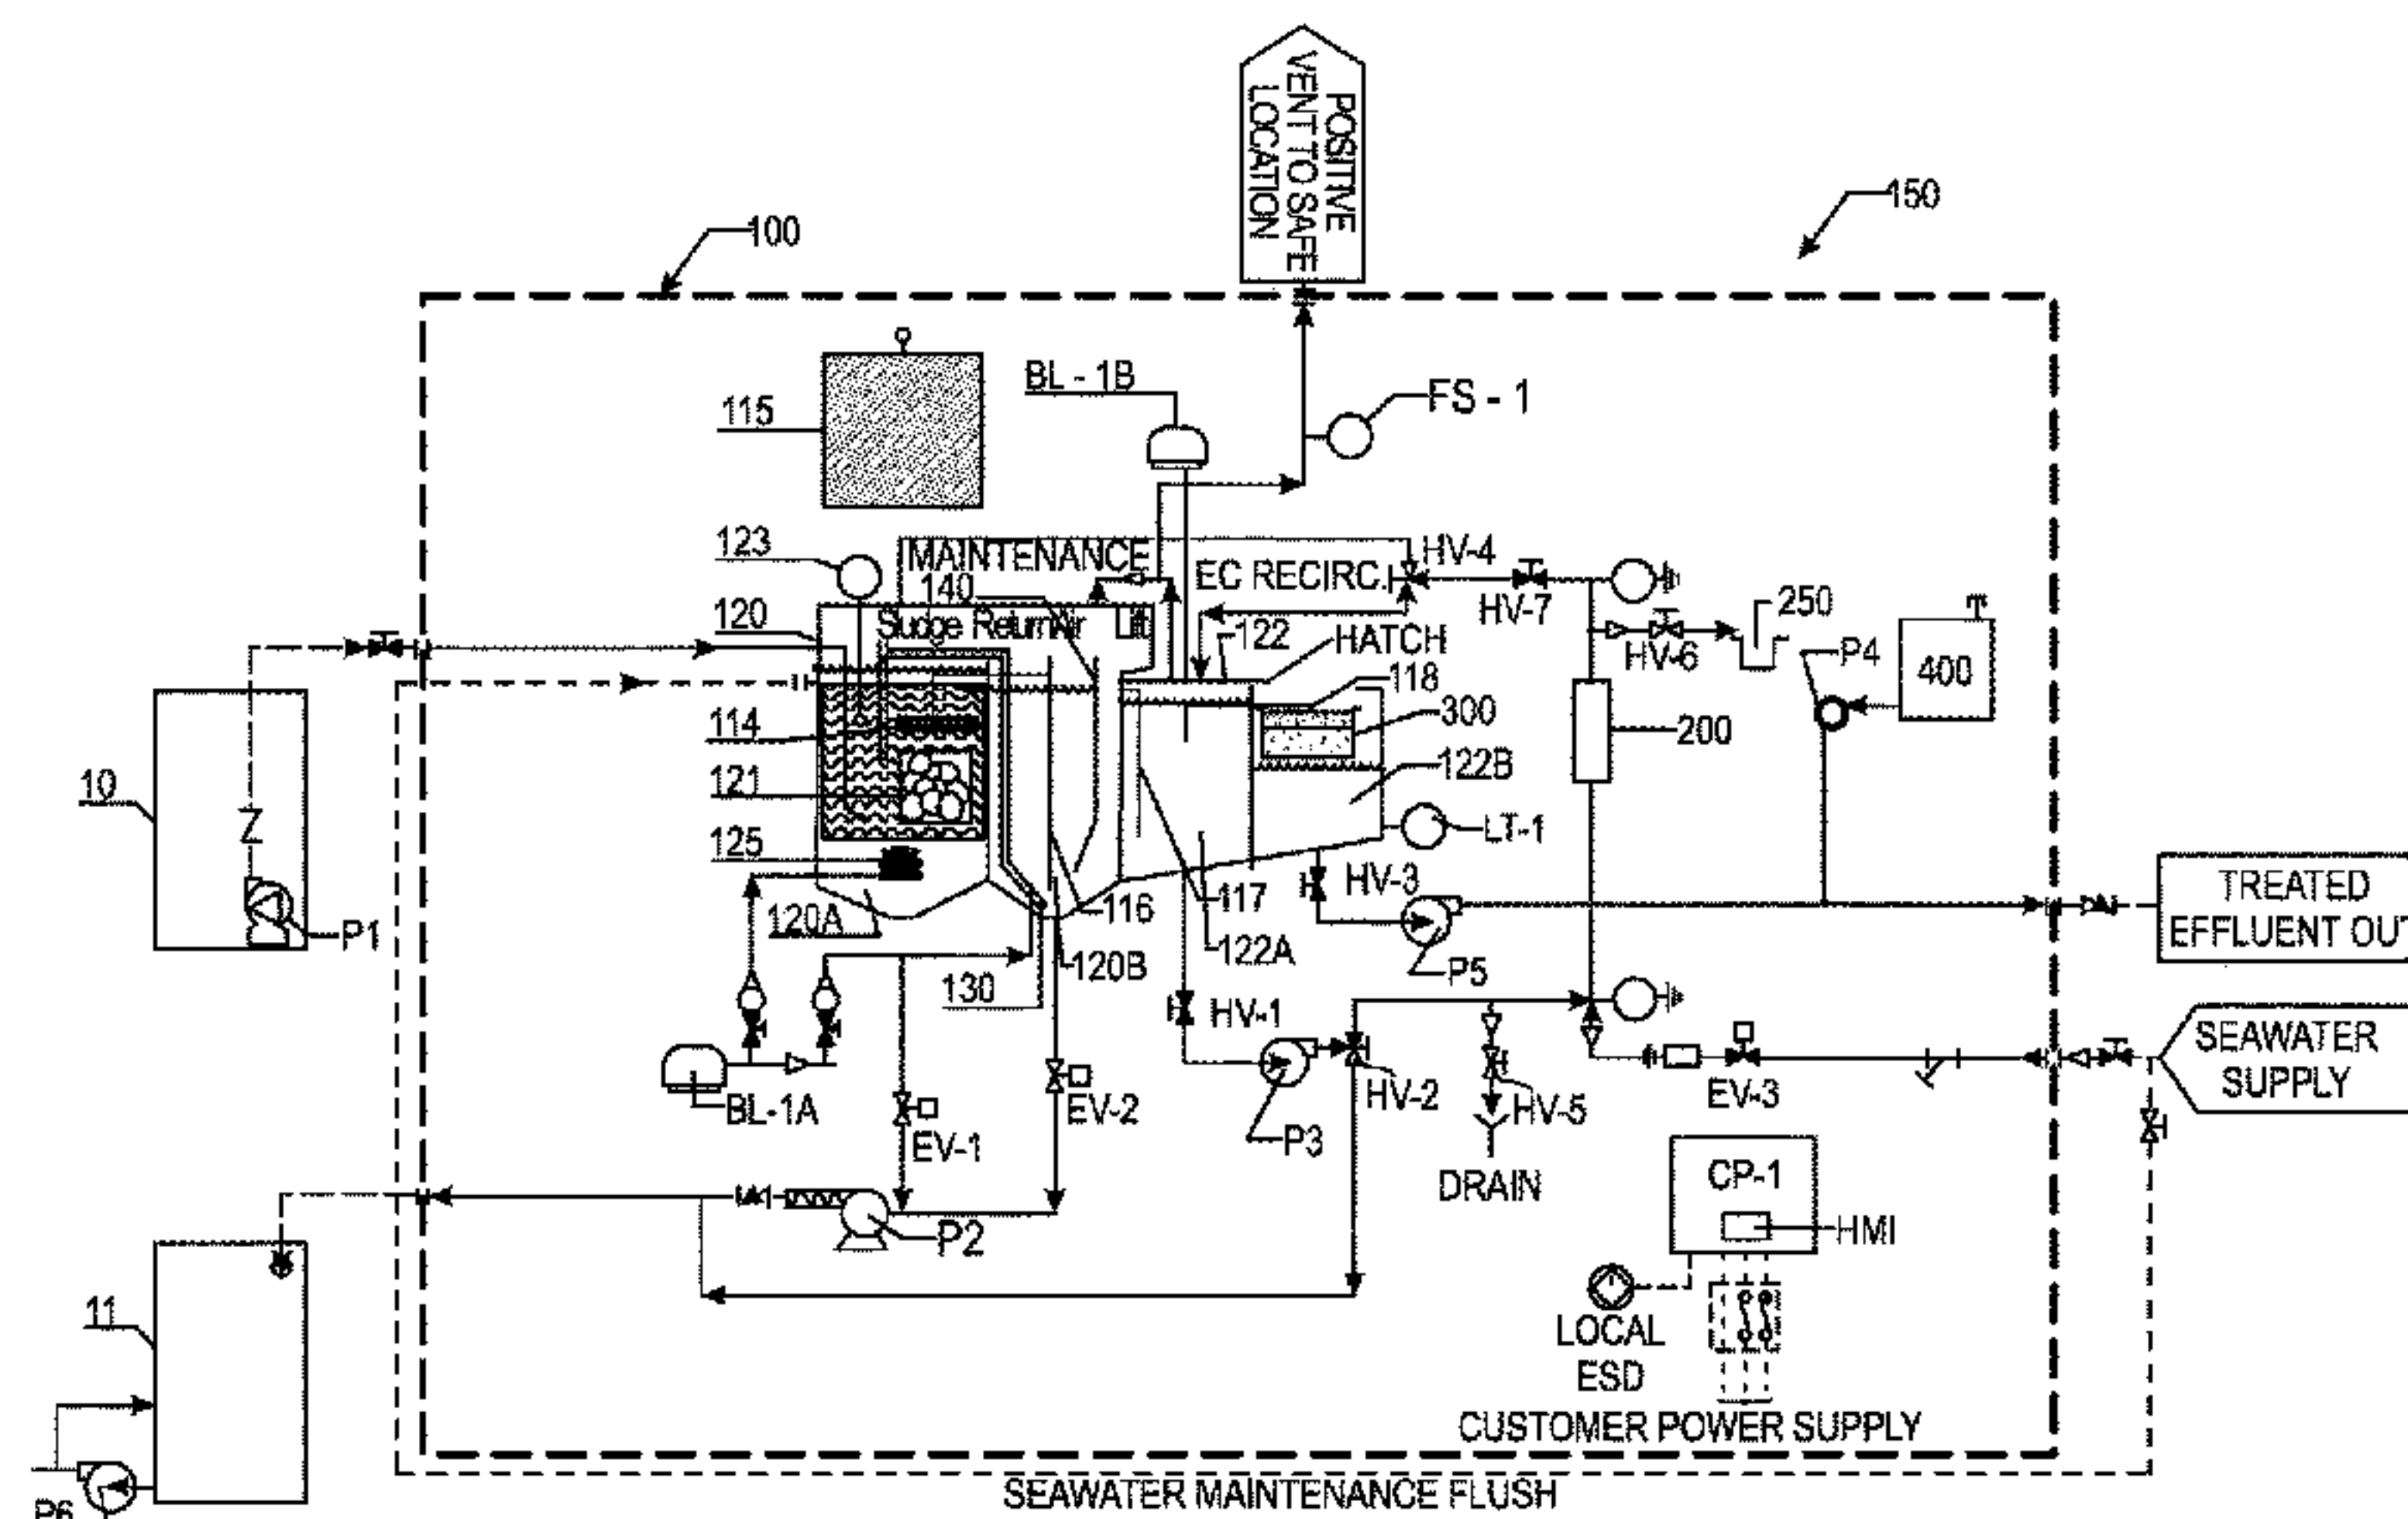 POSITIVE
VENT TO SAFE
LOCATION
150
100
BL - 1B
FS - 1
115
123
MAINTENANCE
HV-4
EC RECIRC.
140
HV-7
250
120
Sludge Return Air Lift
122
HATCH
HV-6
P4
400
118
114
300
200
10
121
122B
125
LT-1
HV-3
120A
116
117
TREATED
EFFLUENT OUT
P1
120B
122A
P5
130
HV-1
SEAWATER
SUPPLY
BL-1A
EV-2
HV-2
HV-5
EV-3
EV-1
P3
DRAIN
CP-1
P2
HMI
11
LOCAL
ESD
CUSTOMER POWER SUPPLY
SEAWATER MAINTENANCE FLUSH
P6